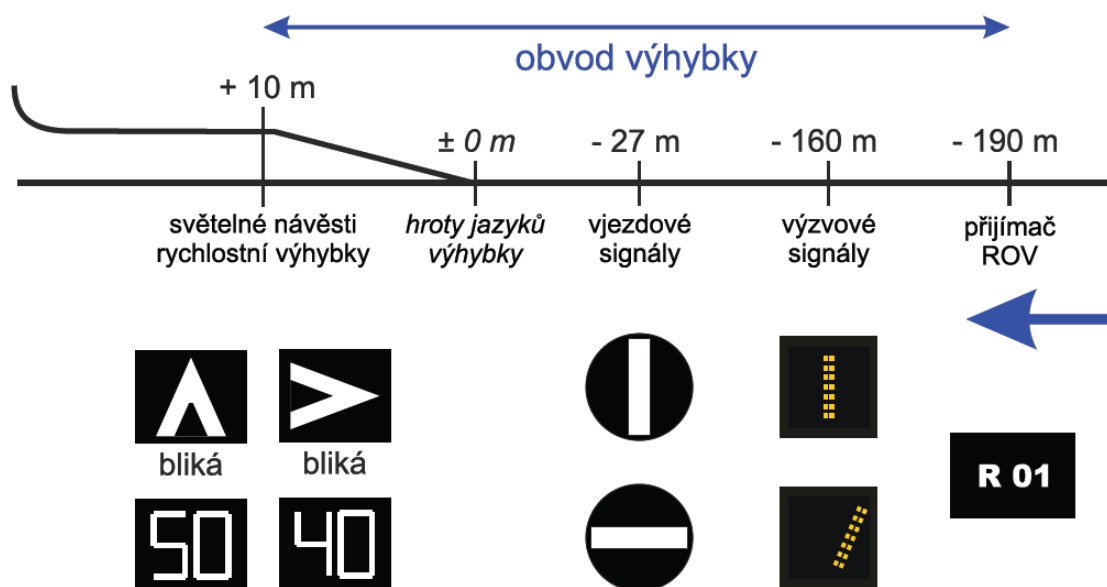 obvod výhybky
+ 10 m
± 0 m
- 27 m
- 160 m
- 190 m
světelné návěsti
rychlostní výhybky
hroty jazyků
výhybky
vjezdové
signály
výzvové
signály
přijímač
ROV
bliká
bliká
R 01
50
40